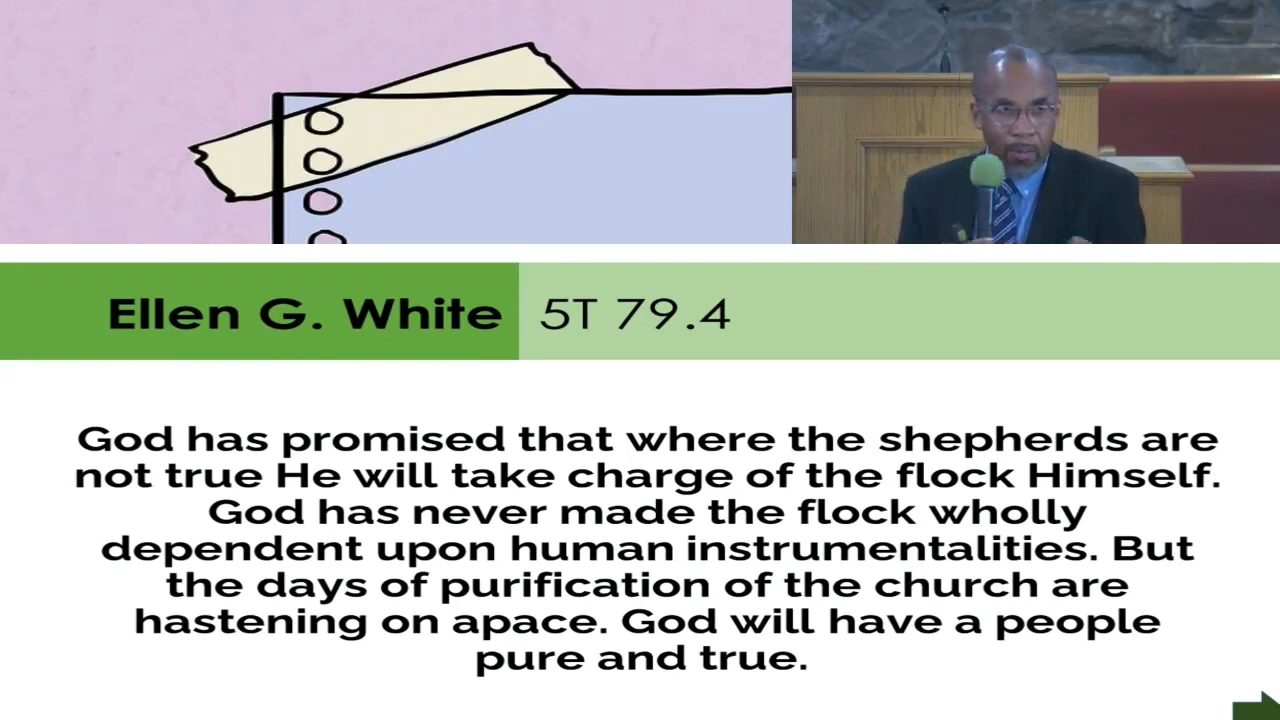 Ellen G. White 5T 79.4
God has promised that where the shepherds are
not true He will take charge of the flock Himself.
God has never made the flock wholly
dependent upon human instrumentalities. But
the days of purification of the church are
hastening on apace. God will have a people
pure and true.